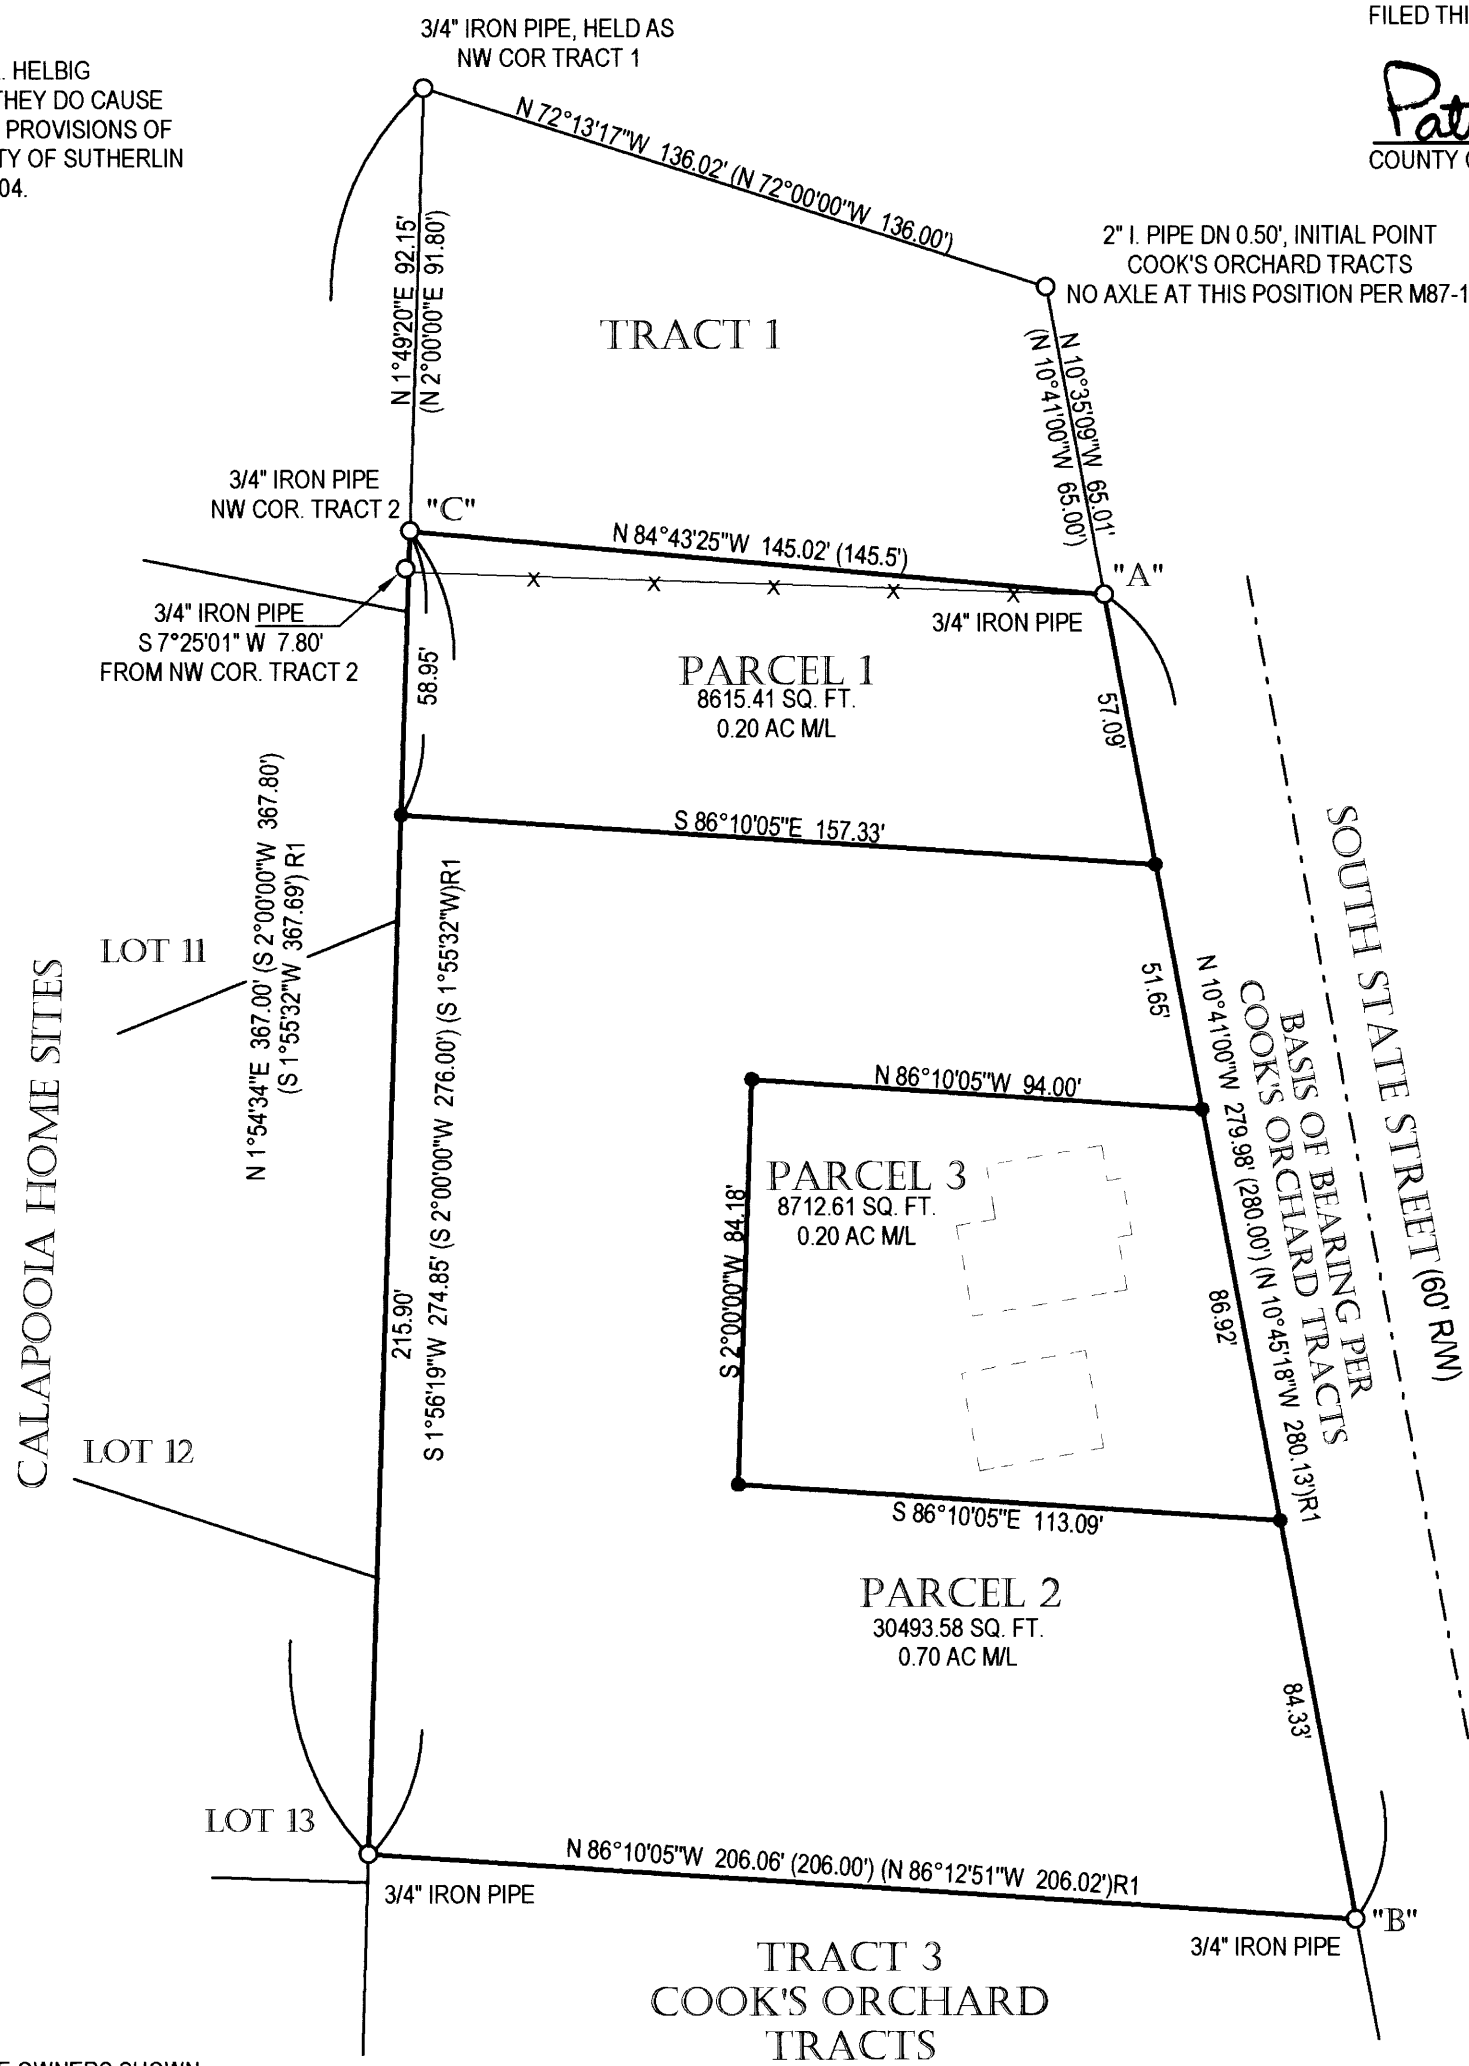 FILED THI
3/4" IRON PIPE, HELD AS
NW COR TRACT 1
HELBIG
THEY DO CAUSE
PROVISIONS OF
TY OF SUTHERLIN
04.
Pat
COUNTY
N 72°13'17"W 136.02' (N 72°00'00"W 136.00')
2" I. PIPE DN 0.50', INITIAL POINT
COOK'S ORCHARD TRACTS
NO AXLE AT THIS POSITION PER M87-1
N 1°49'20"E 92.15'
(N 2°00'00"E 91.80')
TRACT 1
N 10°35'09"W 65.01'
(N 10°41'00"W 65.00')
3/4" IRON PIPE
NW COR. TRACT 2
"C"
N 84°43'25"W 145.02' (145.5')
"A"
X X X X X
3/4" IRON PIPE
3/4" IRON PIPE
S 7°25'01" W 7.80'
FROM NW COR. TRACT 2
58.95'
PARCEL 1
8615.41 SQ. FT.
0.20 AC M/L
57.09'
S 86°10'05"E 157.33'
N 1°54'34"E 367.00' (S 2°00'00"W 367.80')
(S 1°55'32"W 367.69') R1
SOUTH STATE STREET (60' R/W)
LOT 11
CALAPOOIA HOME SITES
S 1°56'19"W 274.85' (S 2°00'00"W 276.00') (S 1°55'32"W)R1
215.90'
51.65'
N 10°41'00"W 279.98' (280.00') (N 10°45'18"W 280.13')R1
BASIS OF BEARING PER
COOK'S ORCHARD TRACTS
N 86°10'05"W 94.00'
PARCEL 3
8712.61 SQ. FT.
0.20 AC M/L
S 2°00'00"W 84.18'
86.92'
LOT 12
S 86°10'05"E 113.09'
PARCEL 2
30493.58 SQ. FT.
0.70 AC M/L
84.33'
LOT 13
N 86°10'05"W 206.06' (206.00') (N 86°12'51"W 206.02')R1
3/4" IRON PIPE
"B"
3/4" IRON PIPE
TRACT 3
COOK'S ORCHARD
TRACTS
OWNERS SHOWN